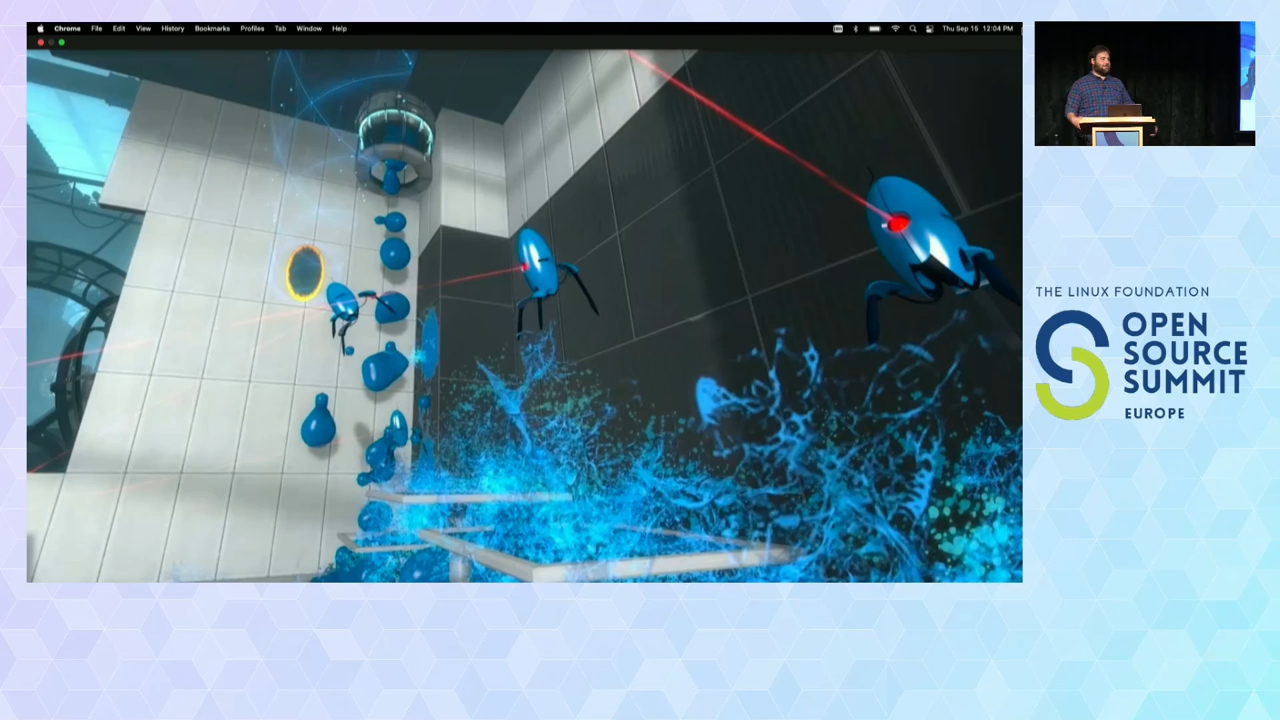 Chrome File Edit View History Bookmarks Profiles Tab Window Help
Thu Sep 15 12:04 PM
THE LINUX FOUNDATION
OPEN
SOURCE
SUMMIT
EUROPE